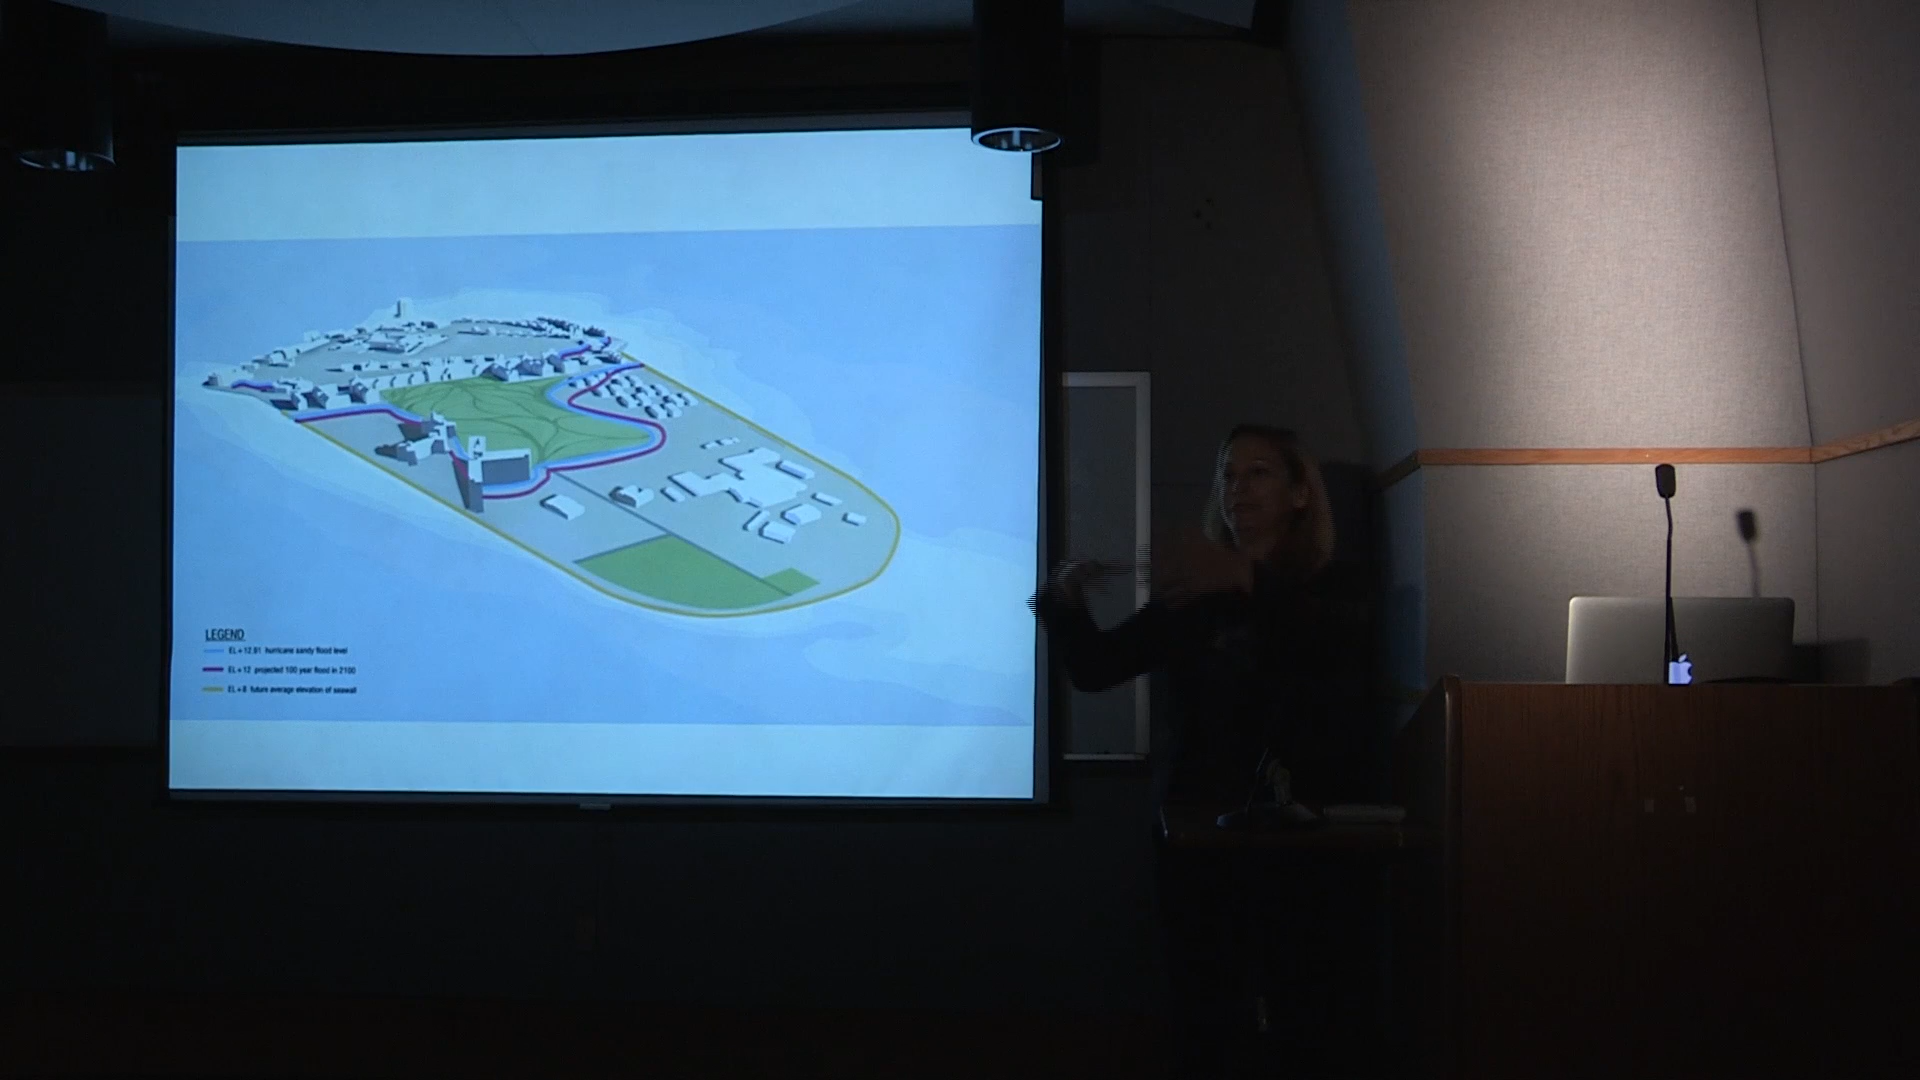 LEGEND
EL + 12.91 hurricane sandy flood level
EL + 12 projected 100 year flood in 2100
EL + 8 future average elevation of seawall